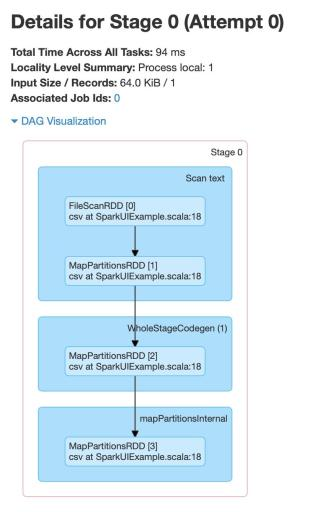 Details for Stage 0 (Attempt 0)
Total Time Across All Tasks: 94 ms
Locality Level Summary: Process local: 1
Input Size / Records: 64.0 KiB / 1
Associated Job Ids: 0
DAG Visualization
Stage 0
Scan text
FileScanRDD [0]
csv at SparkUIExample.scala:18
MapPartitionsRDD [1]
csv at SparkUIExample.scala:18
WholeStageCodegen (1)
MapPartitionsRDD [2]
csv at SparkUIExample.scala:18
mapPartitionsInternal
MapPartitionsRDD [3]
csv at SparkUIExample.scala:18